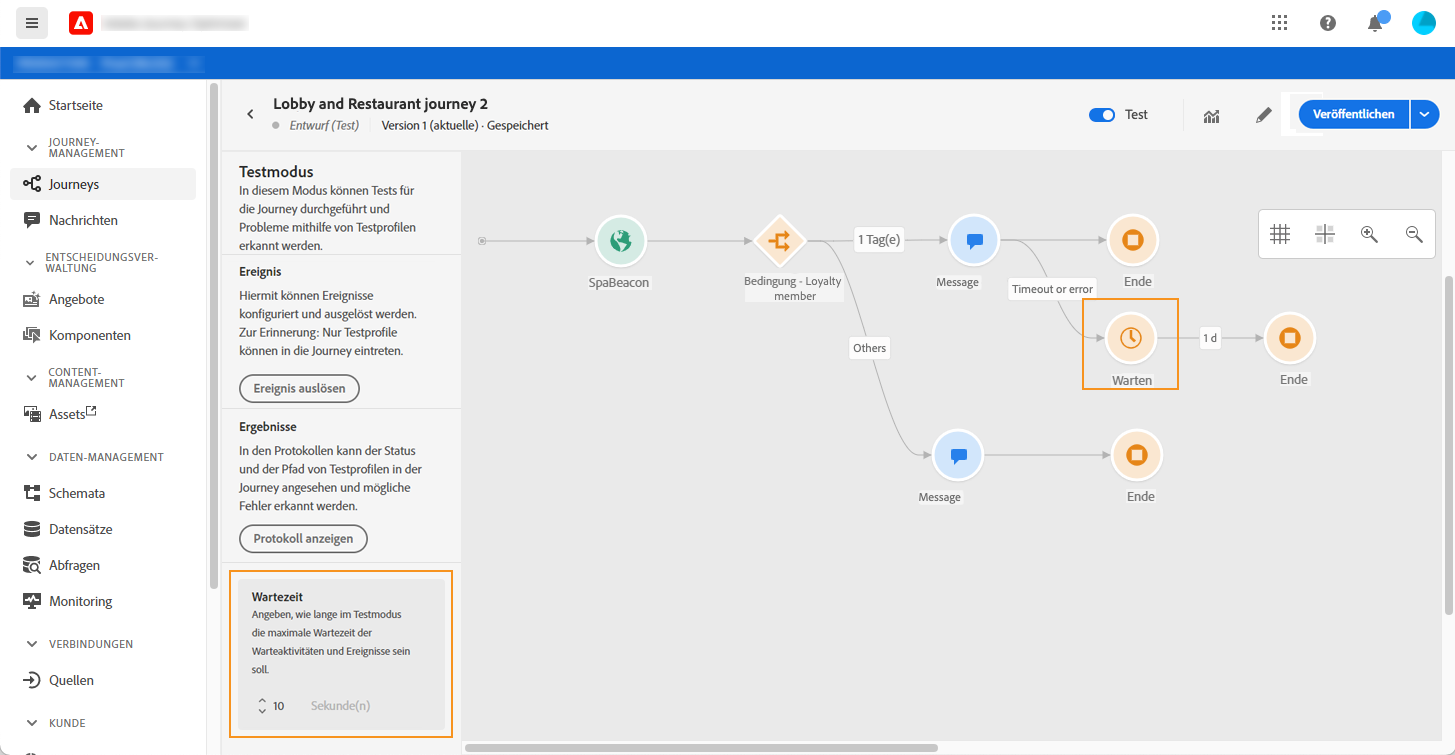 Lobby and Restaurant journey 2
Entwurf (Test) Version 1 (aktuelle) · Gespeichert
Test
Veröffentlichen
Startseite
JOURNEY-
MANAGEMENT
Journeys
Nachrichten
ENTSCHEIDUNGSVER-
WALTUNG
Angebote
Komponenten
CONTENT-
MANAGEMENT
Assets
DATEN-MANAGEMENT
Schemata
Datensätze
Abfragen
Monitoring
VERBINDUNGEN
Quellen
KUNDE
Testmodus
In diesem Modus können Tests für
die Journey durchgeführt und
Probleme mithilfe von Testprofilen
erkannt werden.
Ereignis
Hiermit können Ereignisse
konfiguriert und ausgelöst werden.
Zur Erinnerung: Nur Testprofile
können in die Journey eintreten.
Ereignis auslösen
Ergebnisse
In den Protokollen kann der Status
und der Pfad von Testprofilen in der
Journey angesehen und mögliche
Fehler erkannt werden.
Protokoll anzeigen
Wartezeit
Angeben, wie lange im Testmodus
die maximale Wartezeit der
Warteaktivitäten und Ereignisse sein
soll.
10 Sekunde(n)
SpaBeacon
Bedingung - Loyalty
member
1 Tag(e)
Message
Ende
Timeout or error
Warten
1 d
Ende
Others
Message
Ende